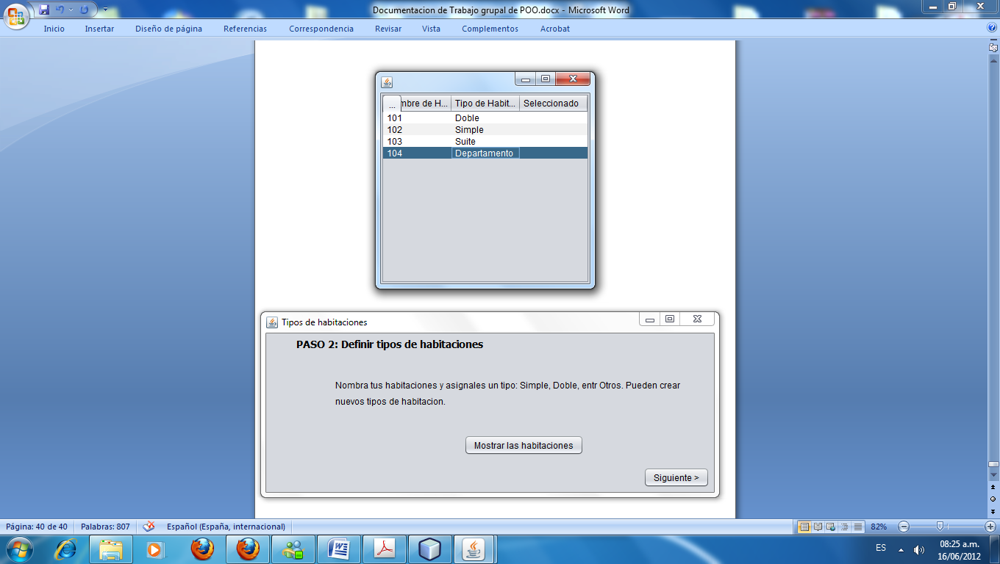 Documentacion de Trabajo grupal de POO.docx - Microsoft Word
Inicio Insertar Diseño de página Referencias Correspondencia Revisar Vista Complementos Acrobat
... mbre de H... Tipo de Habit... Seleccionado
101 Doble
102 Simple
103 Suite
104 Departamento
Tipos de habitaciones
PASO 2: Definir tipos de habitaciones
Nombra tus habitaciones y asignales un tipo: Simple, Doble, entr Otros. Pueden crear
nuevos tipos de habitacion.
Mostrar las habitaciones
Siguiente >
Página: 40 de 40 Palabras: 807 Español (España, internacional) 82%
ES 08:25 a.m.
16/06/2012